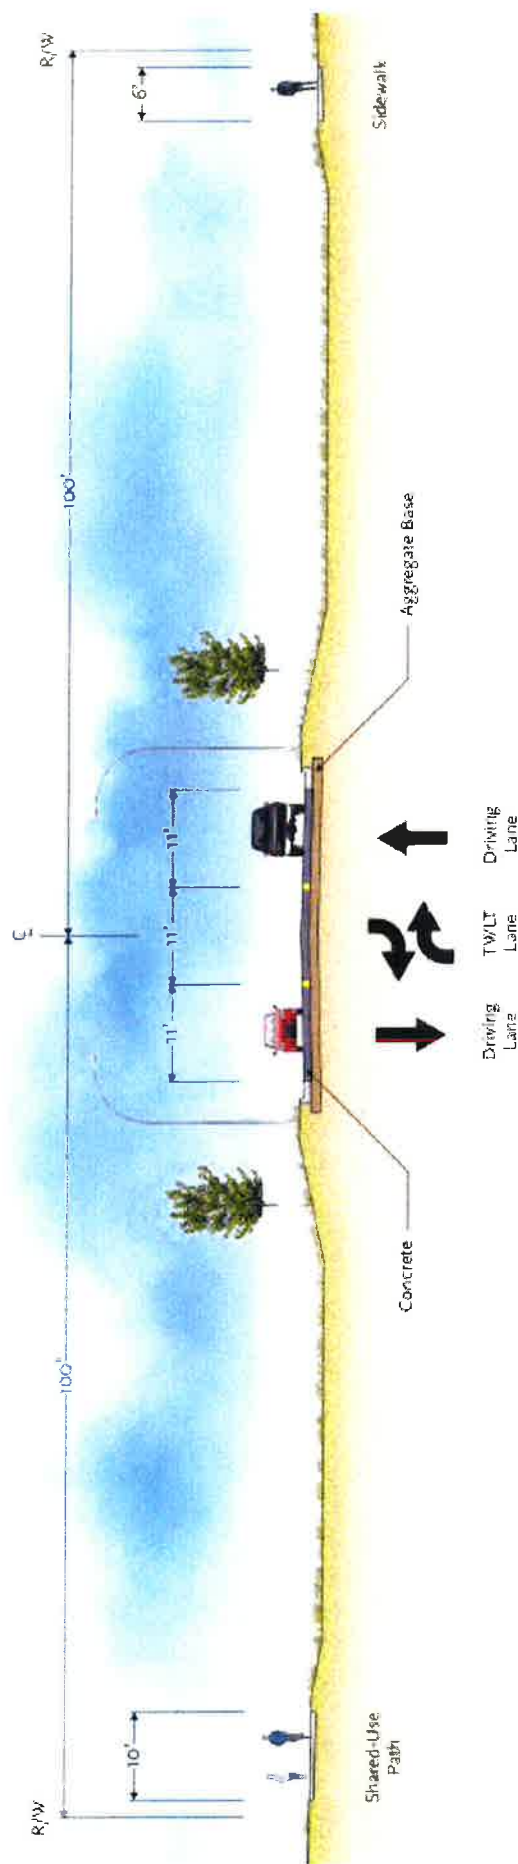 R/W
100'
℄
100'
R/W
10'
11'
11'
11'
6'
Concrete
Aggregate Base
Shared-Use
Path
Driving
Lane
TWLT
Lane
Driving
Lane
Sidewalk